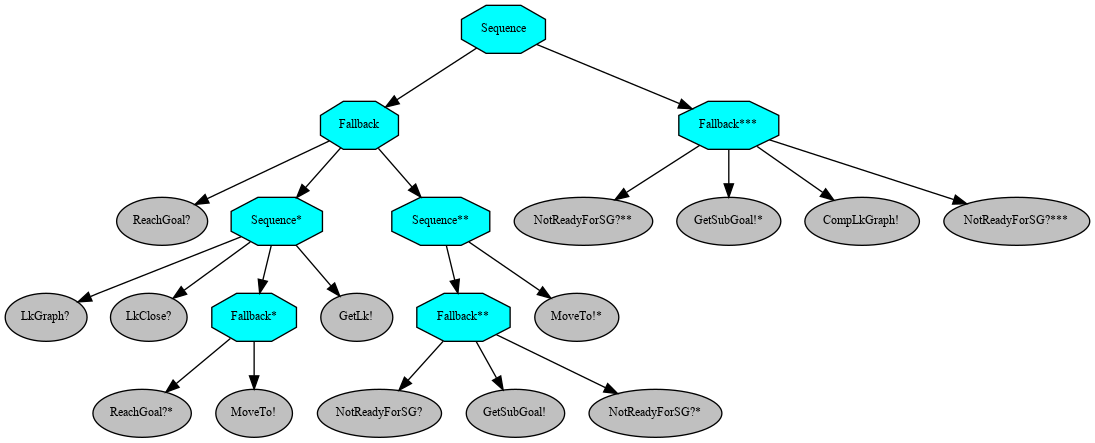 Sequence
Fallback
Fallback***
ReachGoal?
Sequence*
Sequence**
NotReadyForSG?**
GetSubGoal!*
CompLkGraph!
NotReadyForSG?***
LkGraph?
LkClose?
Fallback*
GetLk!
Fallback**
MoveTo!*
ReachGoal?*
MoveTo!
NotReadyForSG?
GetSubGoal!
NotReadyForSG?*